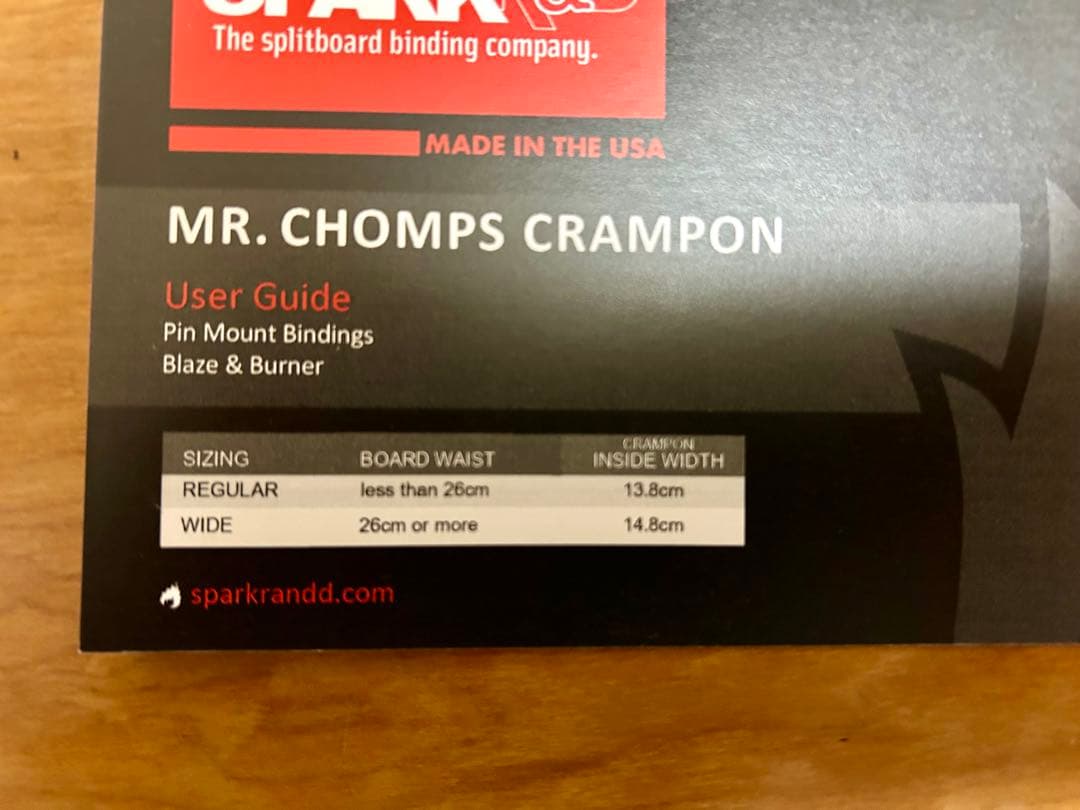 SPARK R&D
The splitboard binding company.
MADE IN THE USA
MR. CHOMPS CRAMPON
User Guide
Pin Mount Bindings
Blaze & Burner
SIZING BOARD WAIST CRAMPON INSIDE WIDTH
REGULAR less than 26cm 13.8cm
WIDE 26cm or more 14.8cm
sparkrandd.com